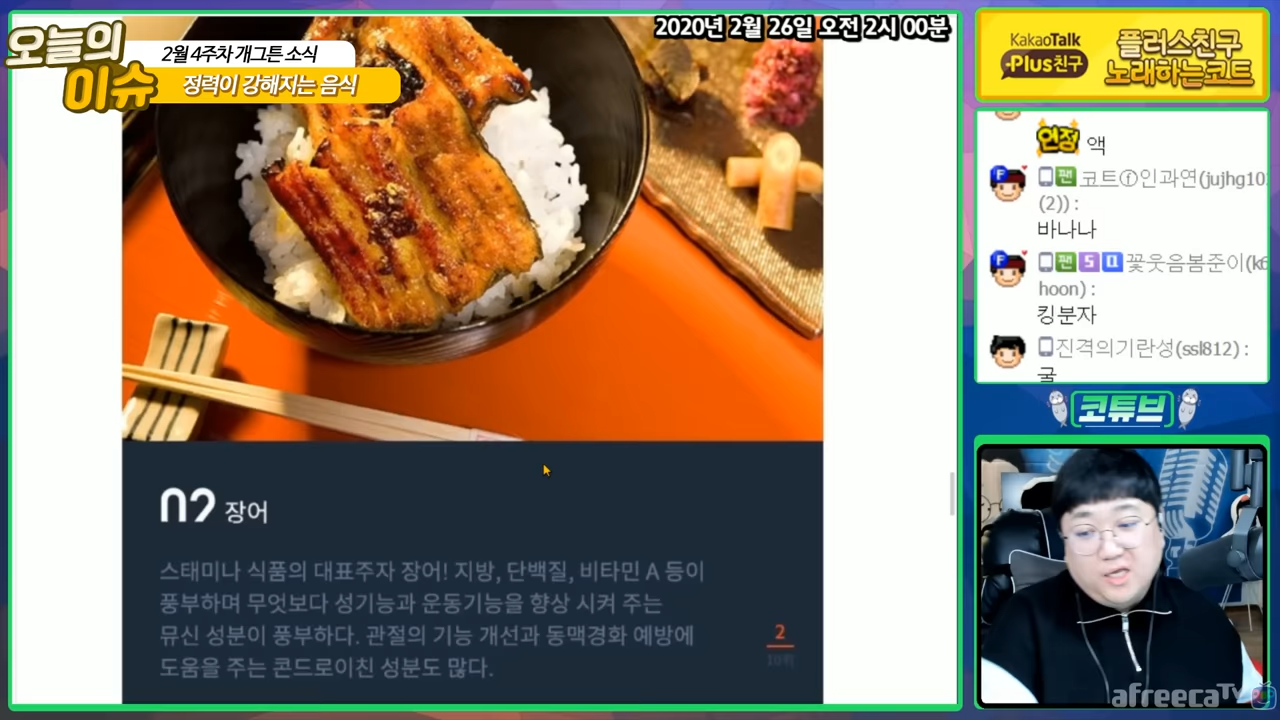 오늘의
이슈
2월 4주차 개그튼 소식
정력이 강해지는 음식
2020년 2월 26일 오전 2시 00분
02 장어
스태미나 식품의 대표주자 장어! 지방, 단백질, 비타민 A 등이
풍부하며 무엇보다 성기능과 운동기능을 향상 시켜 주는
뮤신 성분이 풍부하다. 관절의 기능 개선과 동맥경화 예방에
도움을 주는 콘드로이친 성분도 많다.
2
KakaoTalk
Plus친구
플러스친구
노래하는코트
연정 액
팬 코트ⓕ인과연(jujhg10
(2)) :
바나나
팬 S 꽃웃음봄준이(k6
hoon) :
킹분자
진격의기란성(ssl812) :
굴
코튜브
afreecaTV